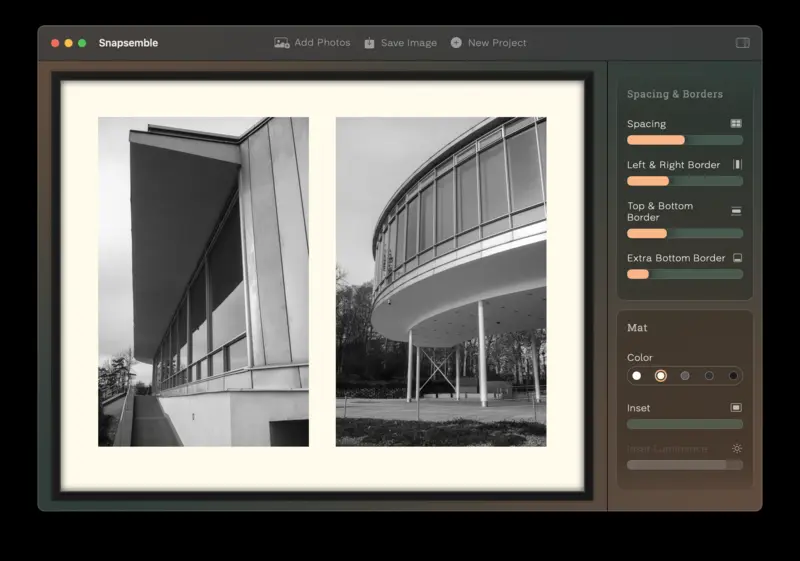 Snapsemble
Add Photos
Save Image
New Project
Spacing & Borders
Spacing
Left & Right Border
Top & Bottom
Border
Extra Bottom Border
Mat
Color
Inset